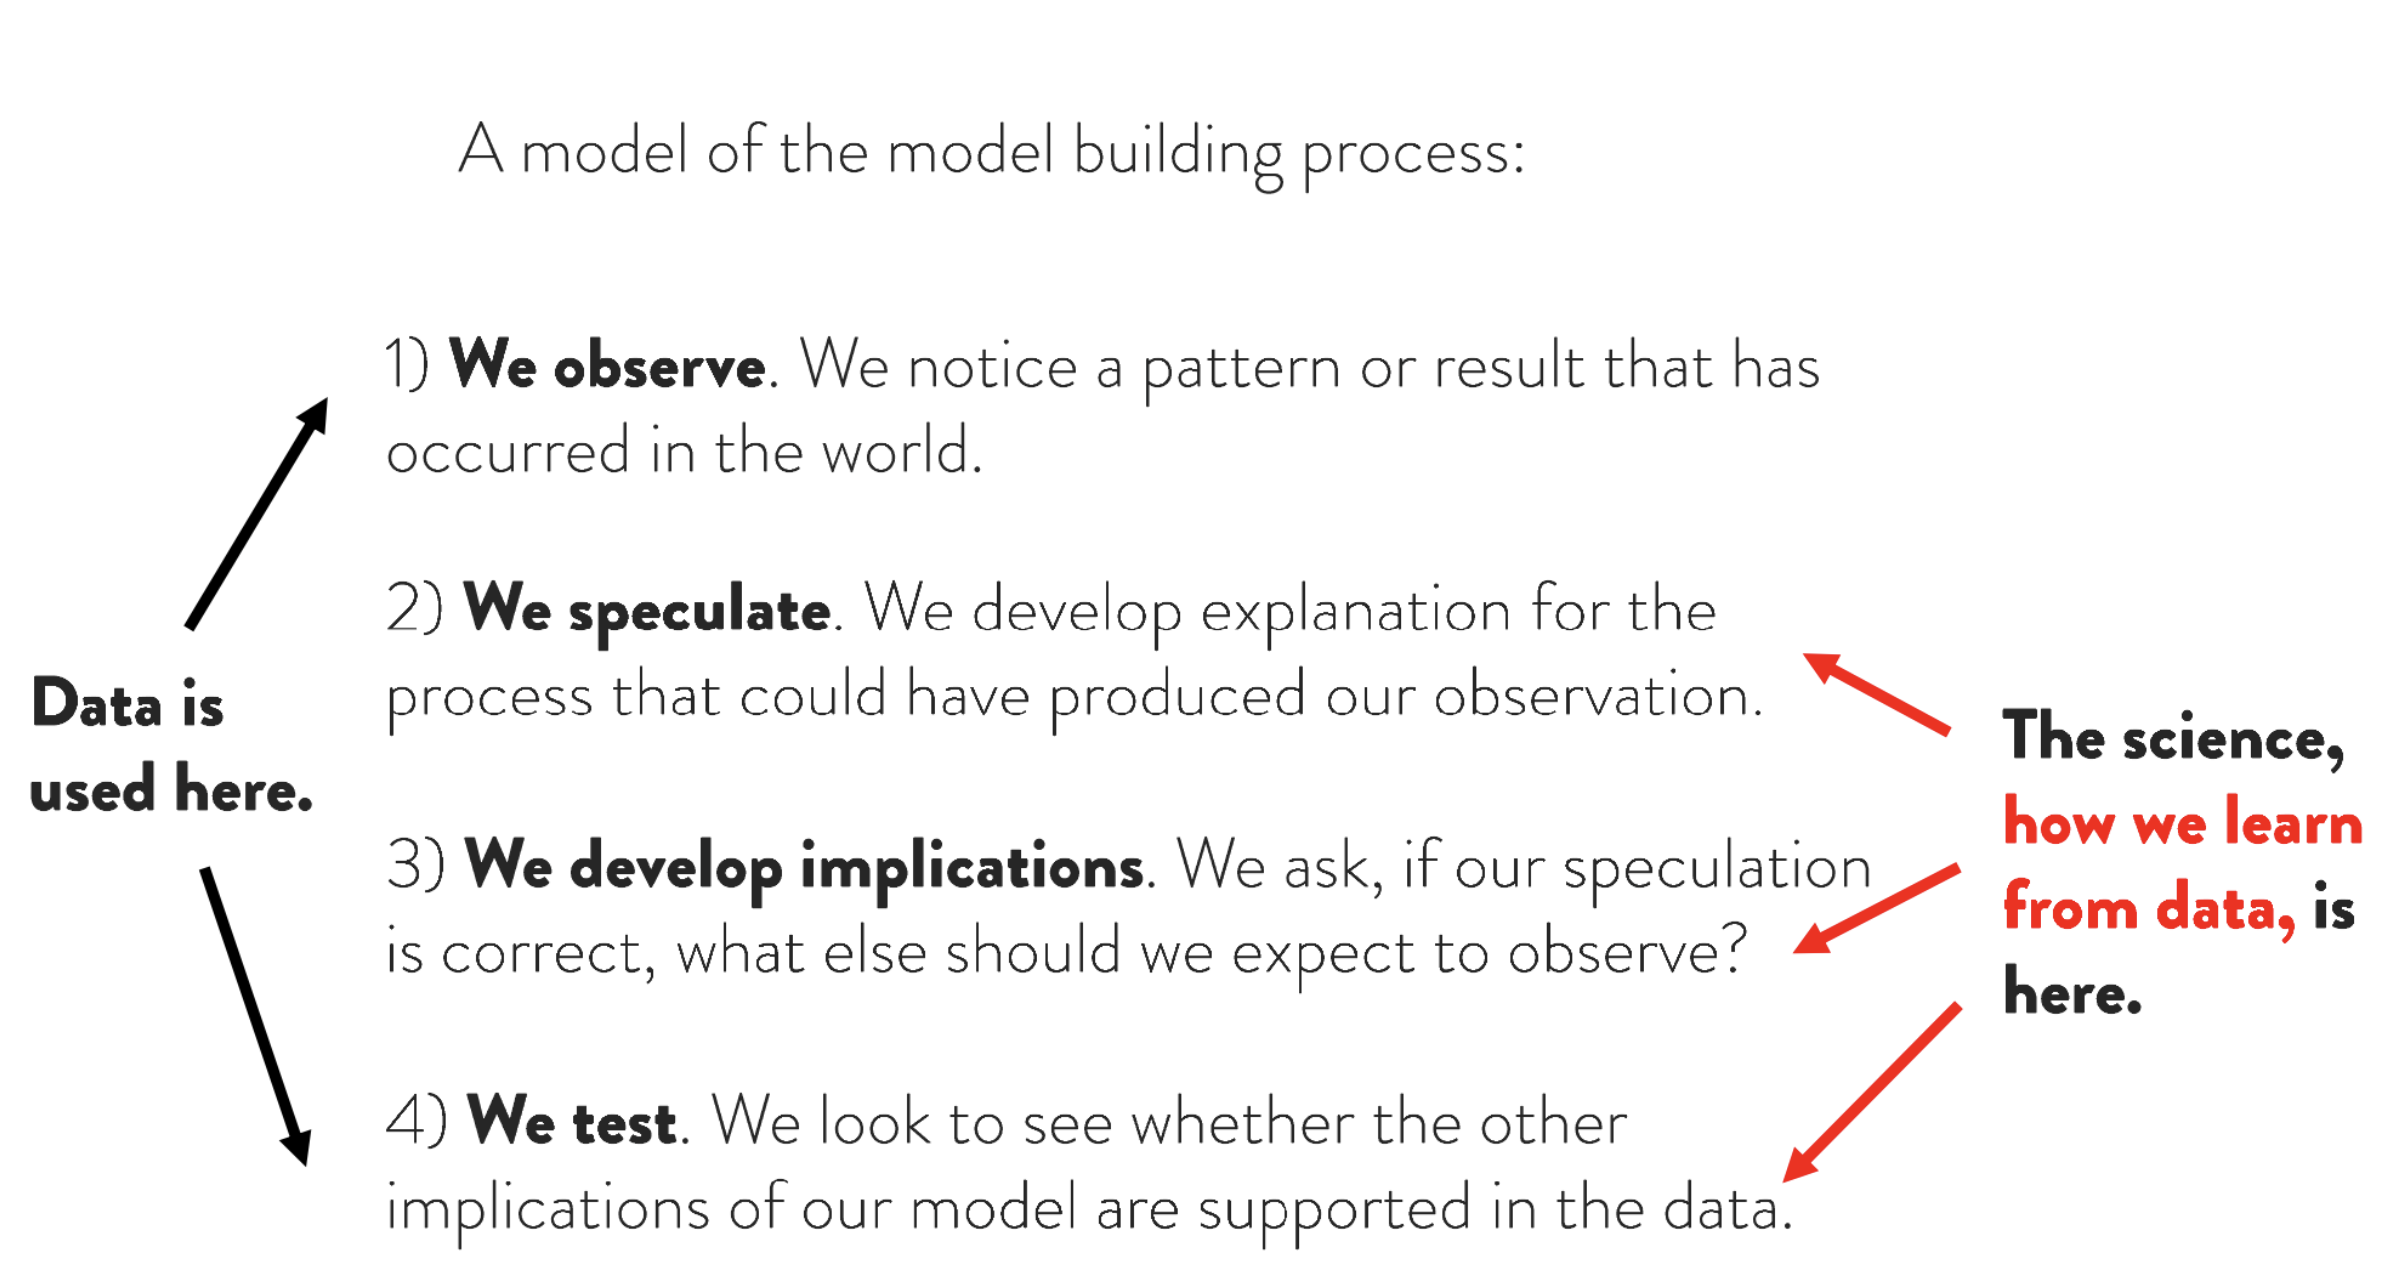 A model of the model building process:
1) We observe. We notice a pattern or result that has
occurred in the world.
2) We speculate. We develop explanation for the
process that could have produced our observation.
3) We develop implications. We ask, if our speculation
is correct, what else should we expect to observe?
4) We test. We look to see whether the other
implications of our model are supported in the data.
Data is
used here.
The science,
how we learn
from data, is
here.